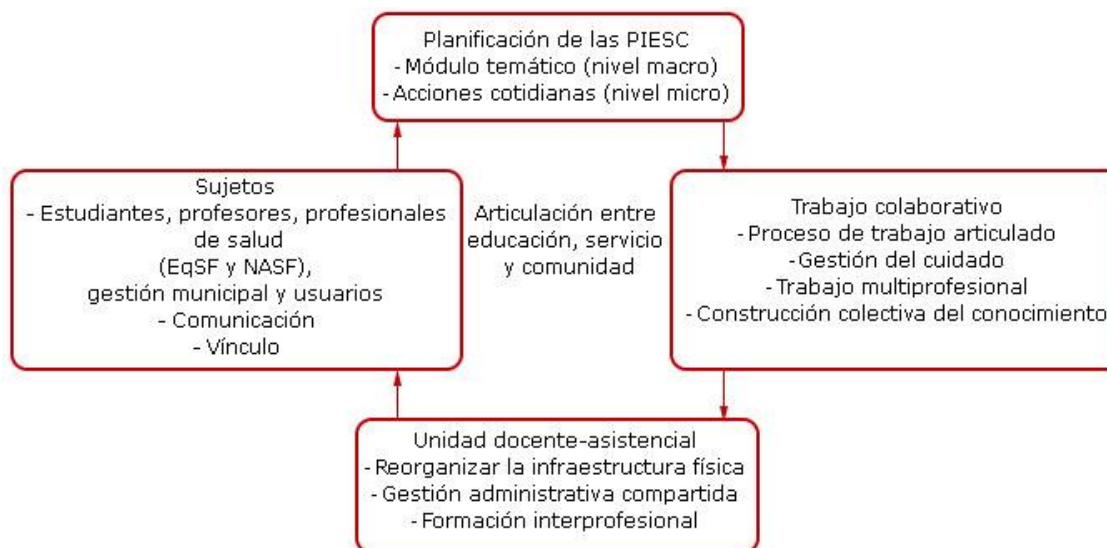 Planificación de las PIESC
- Módulo temático (nivel macro)
- Acciones cotidianas (nivel micro)
Sujetos
- Estudiantes, profesores, profesionales
de salud
(EqSF y NASF),
gestión municipal y usuarios
- Comunicación
- Vínculo
Articulación entre
educación, servicio
y comunidad
Trabajo colaborativo
- Proceso de trabajo articulado
- Gestión del cuidado
- Trabajo multiprofesional
- Construcción colectiva del conocimiento
Unidad docente-asistencial
- Reorganizar la infraestructura física
- Gestión administrativa compartida
- Formación interprofesional